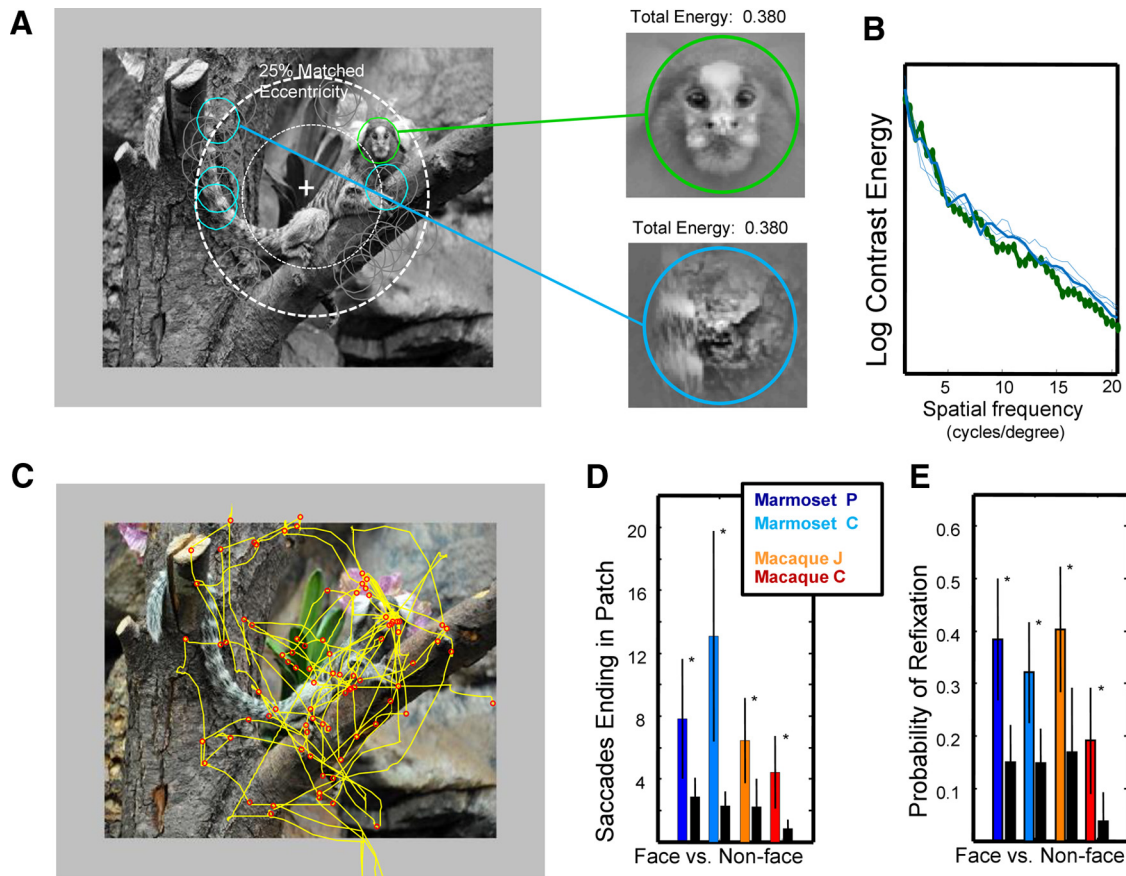 A
25% Matched
Eccentricity
Total Energy: 0.380
Total Energy: 0.380
B
Log Contrast Energy
5
10
15
20
Spatial frequency
(cycles/degree)
C
D
Saccades Ending in Patch
20
16
12
8
4
Face vs. Non-face
Marmoset P
Marmoset C
Macaque J
Macaque C
*
*
*
*
E
Probability of Refixation
0.6
0.5
0.4
0.3
0.2
0.1
*
*
*
*
Face vs. Non-face